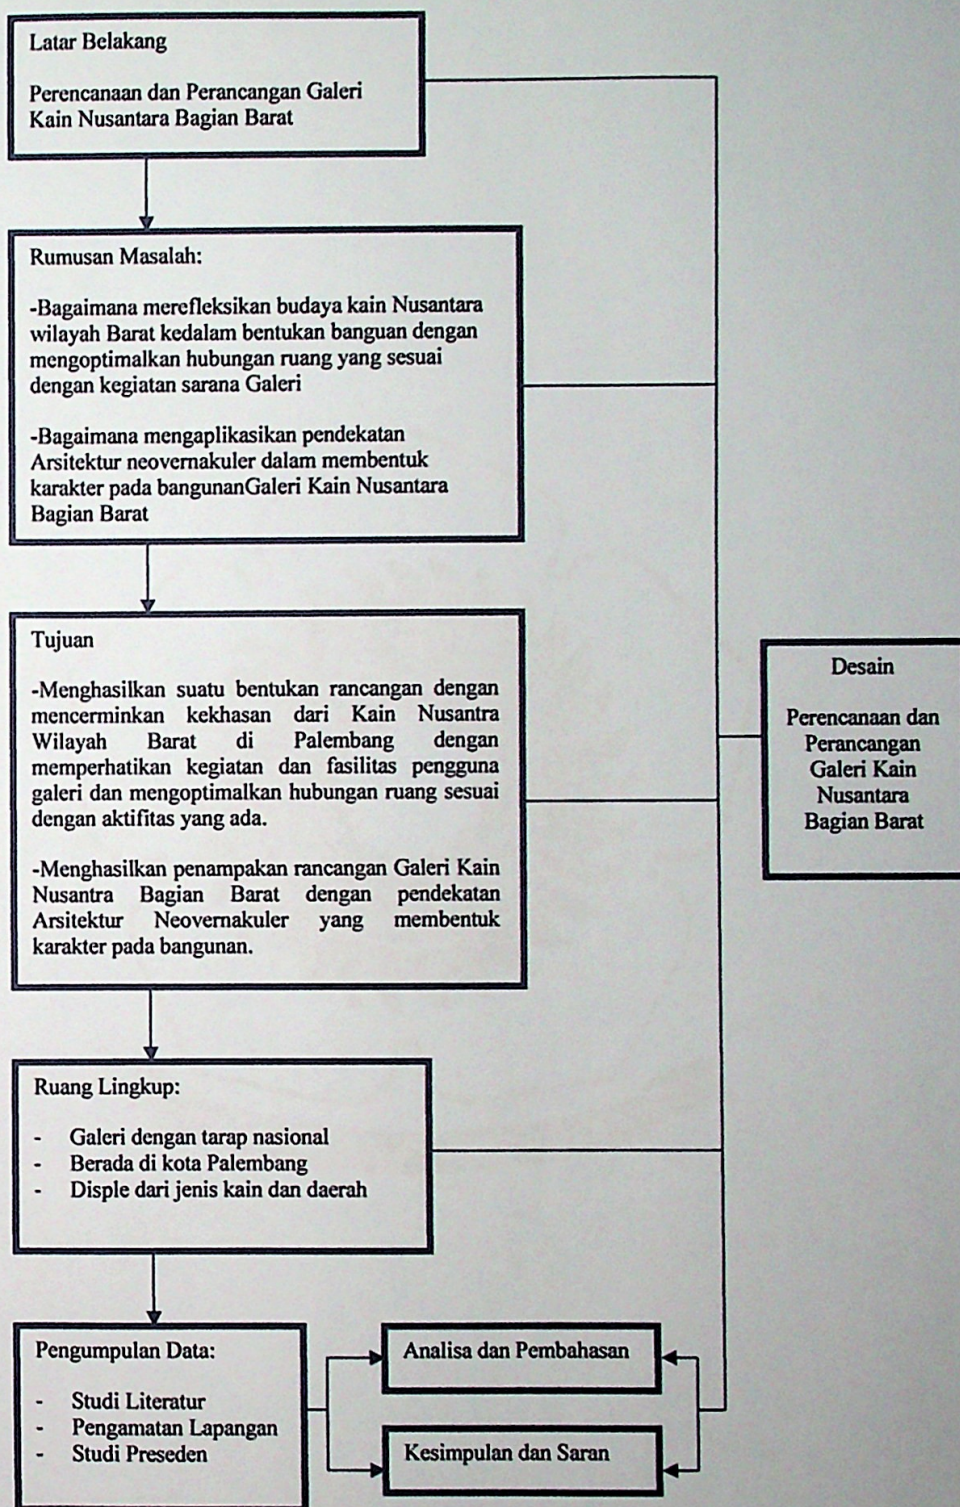 Latar Belakang
Perencanaan dan Perancangan Galeri
Kain Nusantara Bagian Barat
Rumusan Masalah:
-Bagaimana merefleksikan budaya kain Nusantara
wilayah Barat kedalam bentukan banguan dengan
mengoptimalkan hubungan ruang yang sesuai
dengan kegiatan sarana Galeri
-Bagaimana mengaplikasikan pendekatan
Arsitektur neovernakuler dalam membentuk
karakter pada bangunanGaleri Kain Nusantara
Bagian Barat
Tujuan
-Menghasilkan suatu bentukan rancangan dengan
mencerminkan kekhasan dari Kain Nusantra
Wilayah Barat di Palembang dengan
memperhatikan kegiatan dan fasilitas pengguna
galeri dan mengoptimalkan hubungan ruang sesuai
dengan aktifitas yang ada.
-Menghasilkan penampakan rancangan Galeri Kain
Nusantra Bagian Barat dengan pendekatan
Arsitektur Neovernakuler yang membentuk
karakter pada bangunan.
Desain
Perencanaan dan
Perancangan
Galeri Kain
Nusantara
Bagian Barat
Ruang Lingkup:
- Galeri dengan tarap nasional
- Berada di kota Palembang
- Disple dari jenis kain dan daerah
Pengumpulan Data:
- Studi Literatur
- Pengamatan Lapangan
- Studi Preseden
Analisa dan Pembahasan
Kesimpulan dan Saran